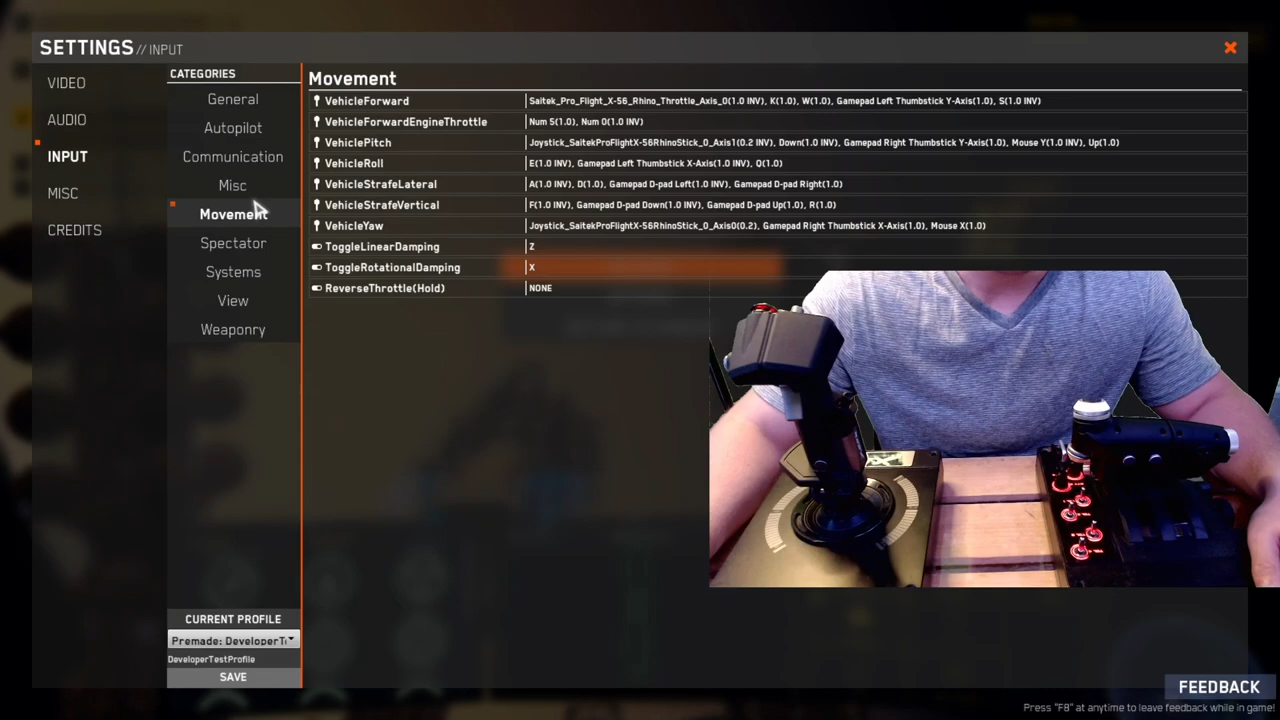 SETTINGS // INPUT
VIDEO
AUDIO
INPUT
MISC
CREDITS
CATEGORIES
General
Autopilot
Communication
Misc
Movement
Spectator
Systems
View
Weaponry
CURRENT PROFILE
Premade: DeveloperT
DeveloperTestProfile
SAVE
Movement
VehicleForward Saitek_Pro_Flight_X-56_Rhino_Throttle_Axis_0(1.0 INV), K(1.0), W(1.0), Gamepad Left Thumbstick Y-Axis(1.0), S(1.0 INV)
VehicleForwardEngineThrottle Num 5(1.0), Num 0(1.0 INV)
VehiclePitch Joystick_SaitekProFlightX-56RhinoStick_0_Axis1(0.2 INV), Down(1.0 INV), Gamepad Right Thumbstick Y-Axis(1.0), Mouse Y(1.0 INV), Up(1.0)
VehicleRoll E(1.0 INV), Gamepad Left Thumbstick X-Axis(1.0 INV), Q(1.0)
VehicleStrafeLateral A(1.0 INV), D(1.0), Gamepad D-pad Left(1.0 INV), Gamepad D-pad Right(1.0)
VehicleStrafeVertical F(1.0 INV), Gamepad D-pad Down(1.0 INV), Gamepad D-pad Up(1.0), R(1.0)
VehicleYaw Joystick_SaitekProFlightX-56RhinoStick_0_Axis0(0.2), Gamepad Right Thumbstick X-Axis(1.0), Mouse X(1.0)
ToggleLinearDamping Z
ToggleRotationalDamping X
ReverseThrottle(Hold) NONE
FEEDBACK
Press "F8" at anytime to leave feedback while in game!